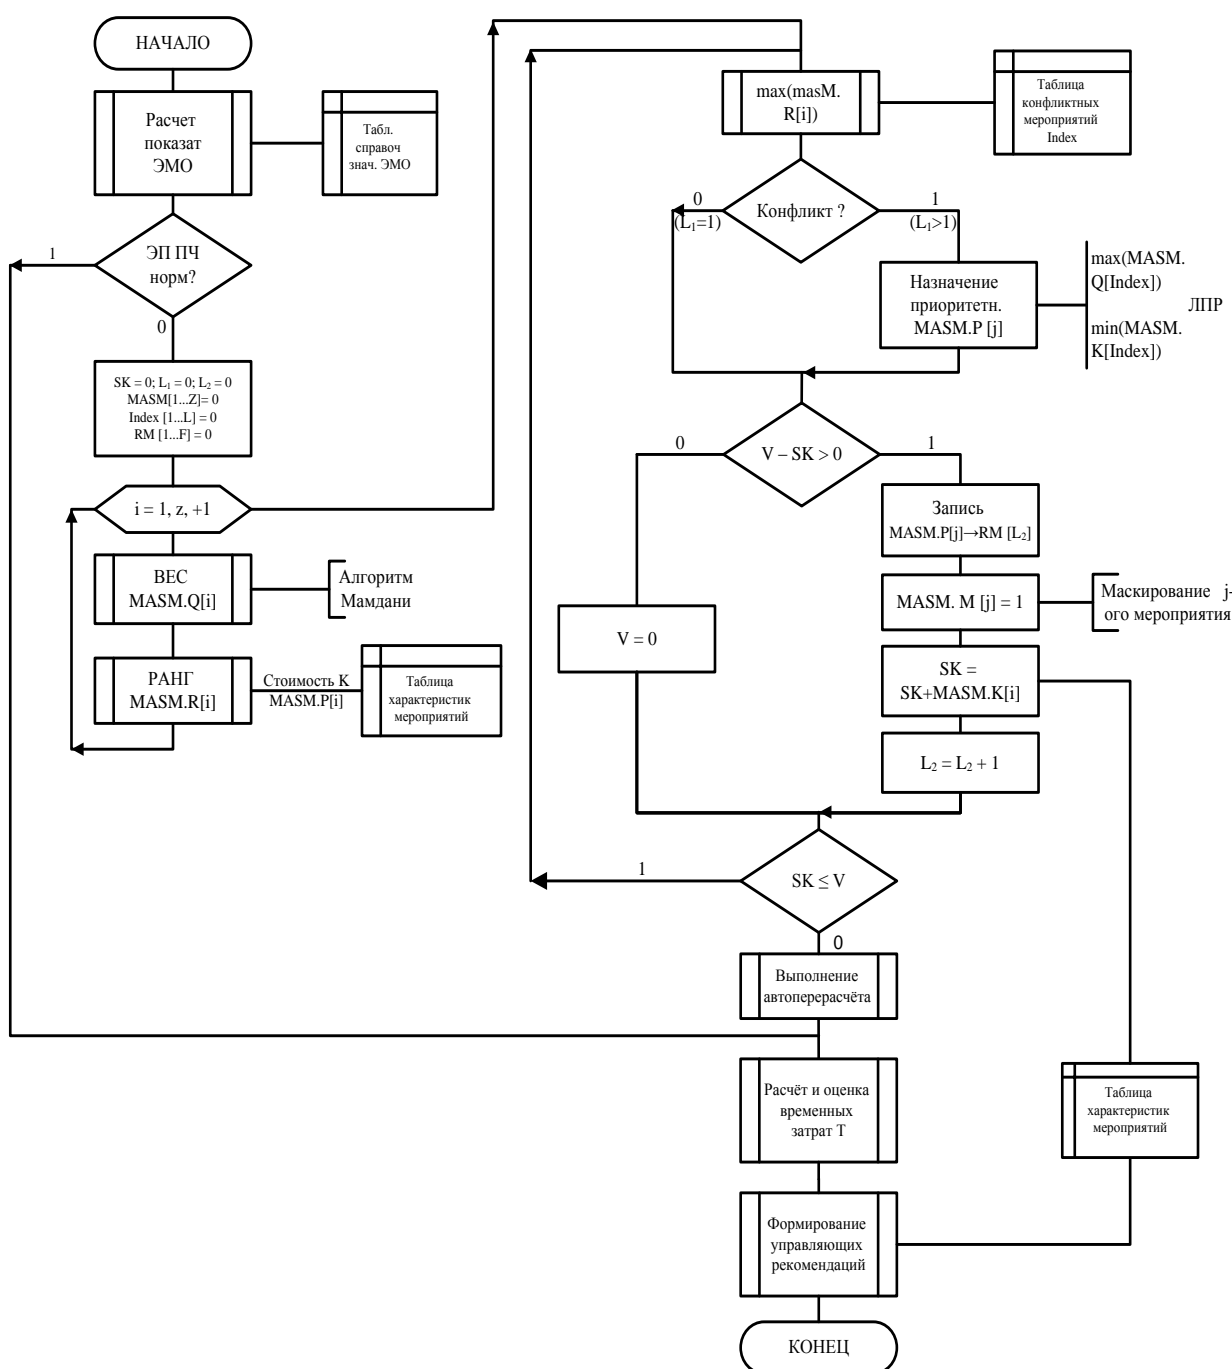 НАЧАЛО
Расчет
показат
ЭМО
Табл.
справоч
знач. ЭМО
ЭП ПЧ
норм?
1
0
SK = 0; L₁ = 0; L₂ = 0
MASM[1...Z]= 0
Index [1...L] = 0
RM [1...F] = 0
i = 1, z, +1
ВЕС
MASM.Q[i]
Алгоритм
Мамдани
РАНГ
MASM.R[i]
Стоимость K
MASM.P[i]
Таблица
характеристик
мероприятий
max(masM.
R[i])
Таблица
конфликтных
мероприятий
Index
Конфликт ?
0
(L₁=1)
1
(L₁>1)
Назначение
приоритетн.
MASM.P [j]
max(MASM.
Q[Index])
ЛПР
min(MASM.
K[Index])
V – SK > 0
0
1
Запись
MASM.P[j]→RM [L₂]
MASM. M [j] = 1
Маскирование j-
ого мероприятия
V = 0
SK =
SK+MASM.K[i]
L₂ = L₂ + 1
SK ≤ V
1
0
Выполнение
автоперерасчёта
Расчёт и оценка
временных
затрат T
Таблица
характеристик
мероприятий
Формирование
управляющих
рекомендаций
КОНЕЦ